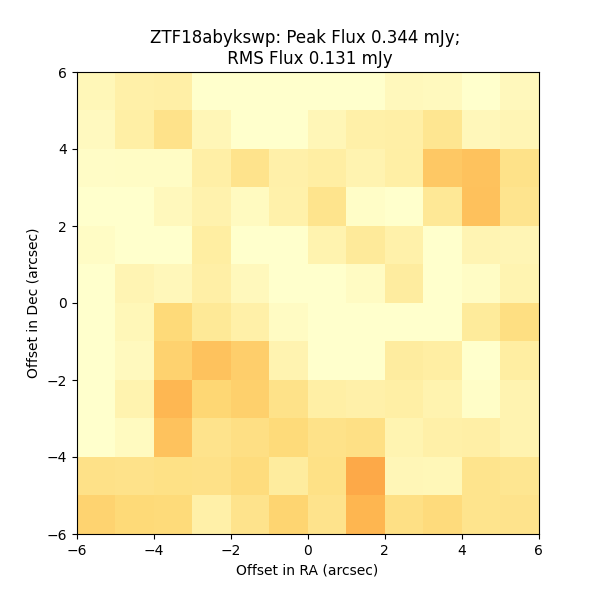 ZTF18abykswp: Peak Flux 0.344 mJy;
RMS Flux 0.131 mJy
6
4
2
0
−2
−4
−6
Offset in Dec (arcsec)
−6 −4 −2 0 2 4 6
Offset in RA (arcsec)